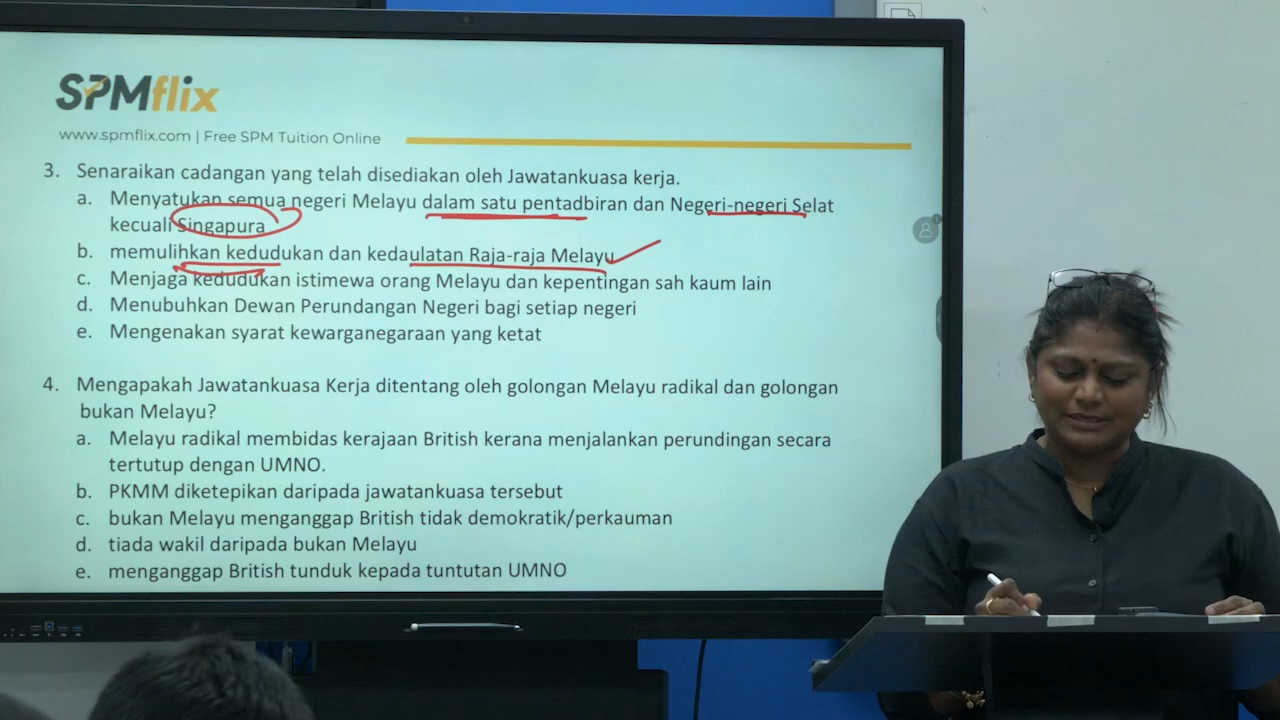 SPMflix
www.spmflix.com | Free SPM Tuition Online
3. Senaraikan cadangan yang telah disediakan oleh Jawatankuasa kerja.
a. Menyatukan semua negeri Melayu dalam satu pentadbiran dan Negeri-negeri Selat
kecuali Singapura
b. memulihkan kedudukan dan kedaulatan Raja-raja Melayu
c. Menjaga kedudukan istimewa orang Melayu dan kepentingan sah kaum lain
d. Menubuhkan Dewan Perundangan Negeri bagi setiap negeri
e. Mengenakan syarat kewarganegaraan yang ketat
4. Mengapakah Jawatankuasa Kerja ditentang oleh golongan Melayu radikal dan golongan
bukan Melayu?
a. Melayu radikal membidas kerajaan British kerana menjalankan perundingan secara
tertutup dengan UMNO.
b. PKMM diketepikan daripada jawatankuasa tersebut
c. bukan Melayu menganggap British tidak demokratik/perkauman
d. tiada wakil daripada bukan Melayu
e. menganggap British tunduk kepada tuntutan UMNO